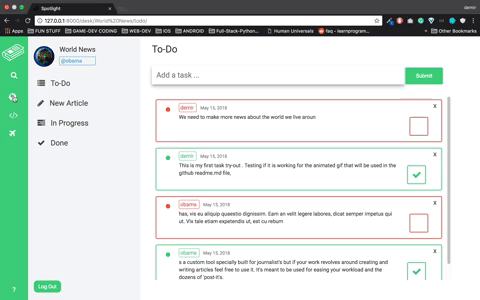 Spotlight
demir
127.0.0.1:8000/desk/World%20News/todo/
Apps
FUN STUFF
GAME-DEV CODING
WEB-DEV
IOS
ANDROID
Full-Stack-Python...
Human Universals
faq - learnprogram...
Other Bookmarks
World News
@obama
To-Do
New Article
In Progress
Done
Log Out
?
To-Do
Add a task ...
Submit
demir May 15, 2018 x
We need to make more news about the world we live aroun
demir May 15, 2018 x
This is my first task try-out . Testing if it is working for the animated gif that will be used in the
github readme.md file,
obama May 15, 2018 x
has, vis eu aliquip quaestio dignissim. Eam an velit legere labores, dicat semper impetus qui
ut. Vix tale etiam expetendis ut, est cu rebum
obama May 15, 2018 x
s a custom tool specially built for journalist's but if your work revolves around creating and
writing articles feel free to use it. It's meant to be used for easing your workload and the
dozens of 'post-it's.